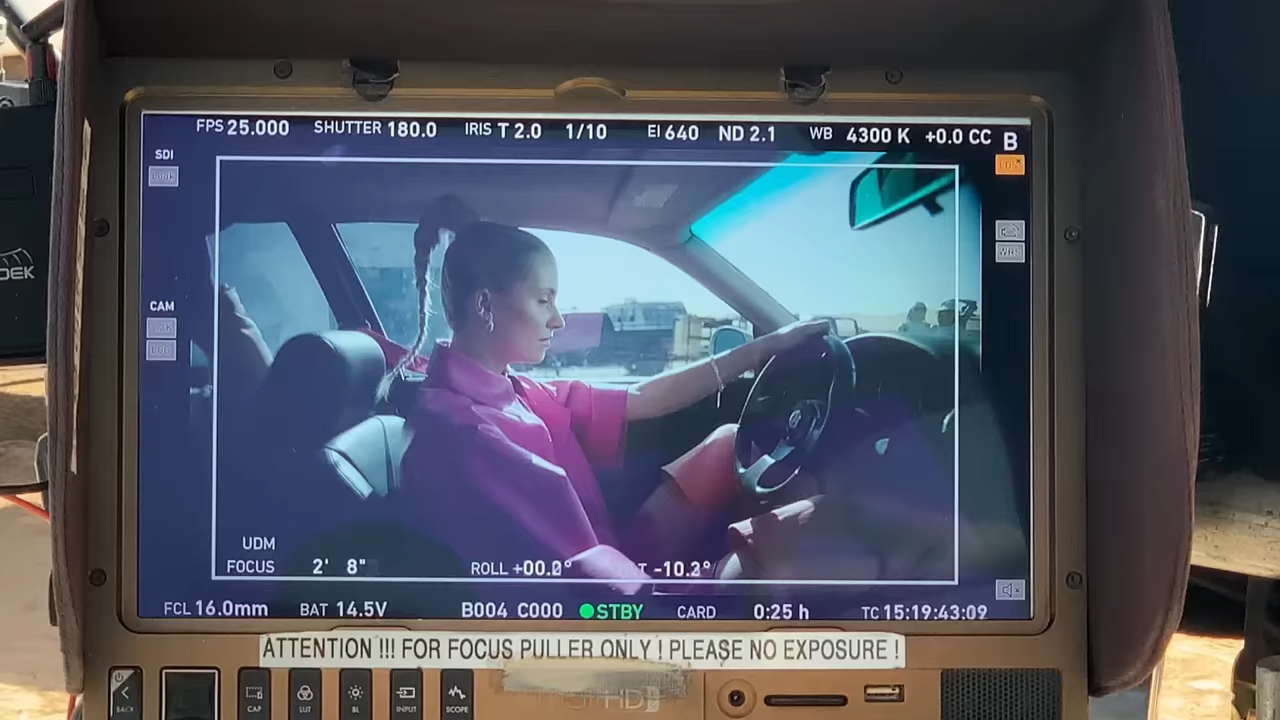 FPS 25.000 SHUTTER 180.0 IRIS T 2.0 1/10 EI 640 ND 2.1 WB 4300 K +0.0 CC B
SDI
CAM
UDM
FOCUS 2' 8" ROLL +00.2° T -10.2°
FCL 16.0mm BAT 14.5V B004 C000 STBY CARD 0:25 h TC 15:19:43:09
ATTENTION !!! FOR FOCUS PULLER ONLY ! PLEASE NO EXPOSURE !
BACK CAP LUT BL INPUT SCOPE